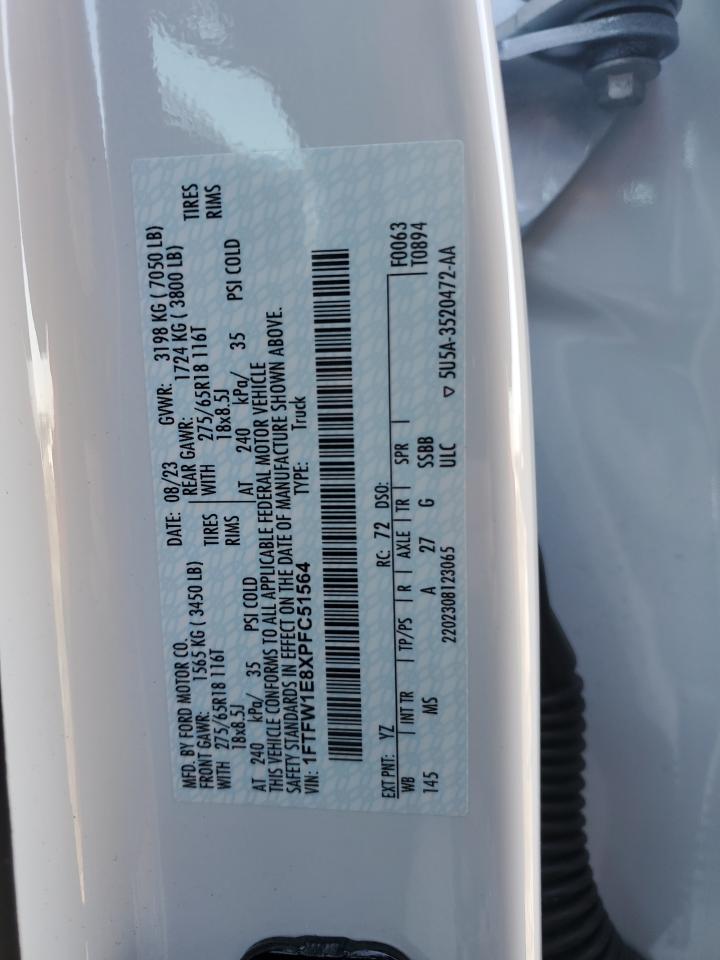 MFD. BY FORD MOTOR CO. DATE: 08/23 GVWR: 3198 KG ( 7050 LB)
FRONT GAWR: 1565 KG ( 3450 LB) REAR GAWR: 1724 KG ( 3800 LB)
WITH 275/65R18 116T TIRES WITH 275/65R18 116T TIRES
18x8.5J RIMS 18x8.5J RIMS
AT 240 kPa/ 35 PSI COLD AT 240 kPa/ 35 PSI COLD
THIS VEHICLE CONFORMS TO ALL APPLICABLE FEDERAL MOTOR VEHICLE
SAFETY STANDARDS IN EFFECT ON THE DATE OF MANUFACTURE SHOWN ABOVE.
VIN: 1FTFW1E8XPFC51564 TYPE: Truck
EXT PNT: YZ RC: 72 DSO: F0063
WB INT TR TP/PS R AXLE TR SPR T0894
145 MS A 27 G SSBB
2202308123065 ULC ▽ 5U5A-3520472-AA